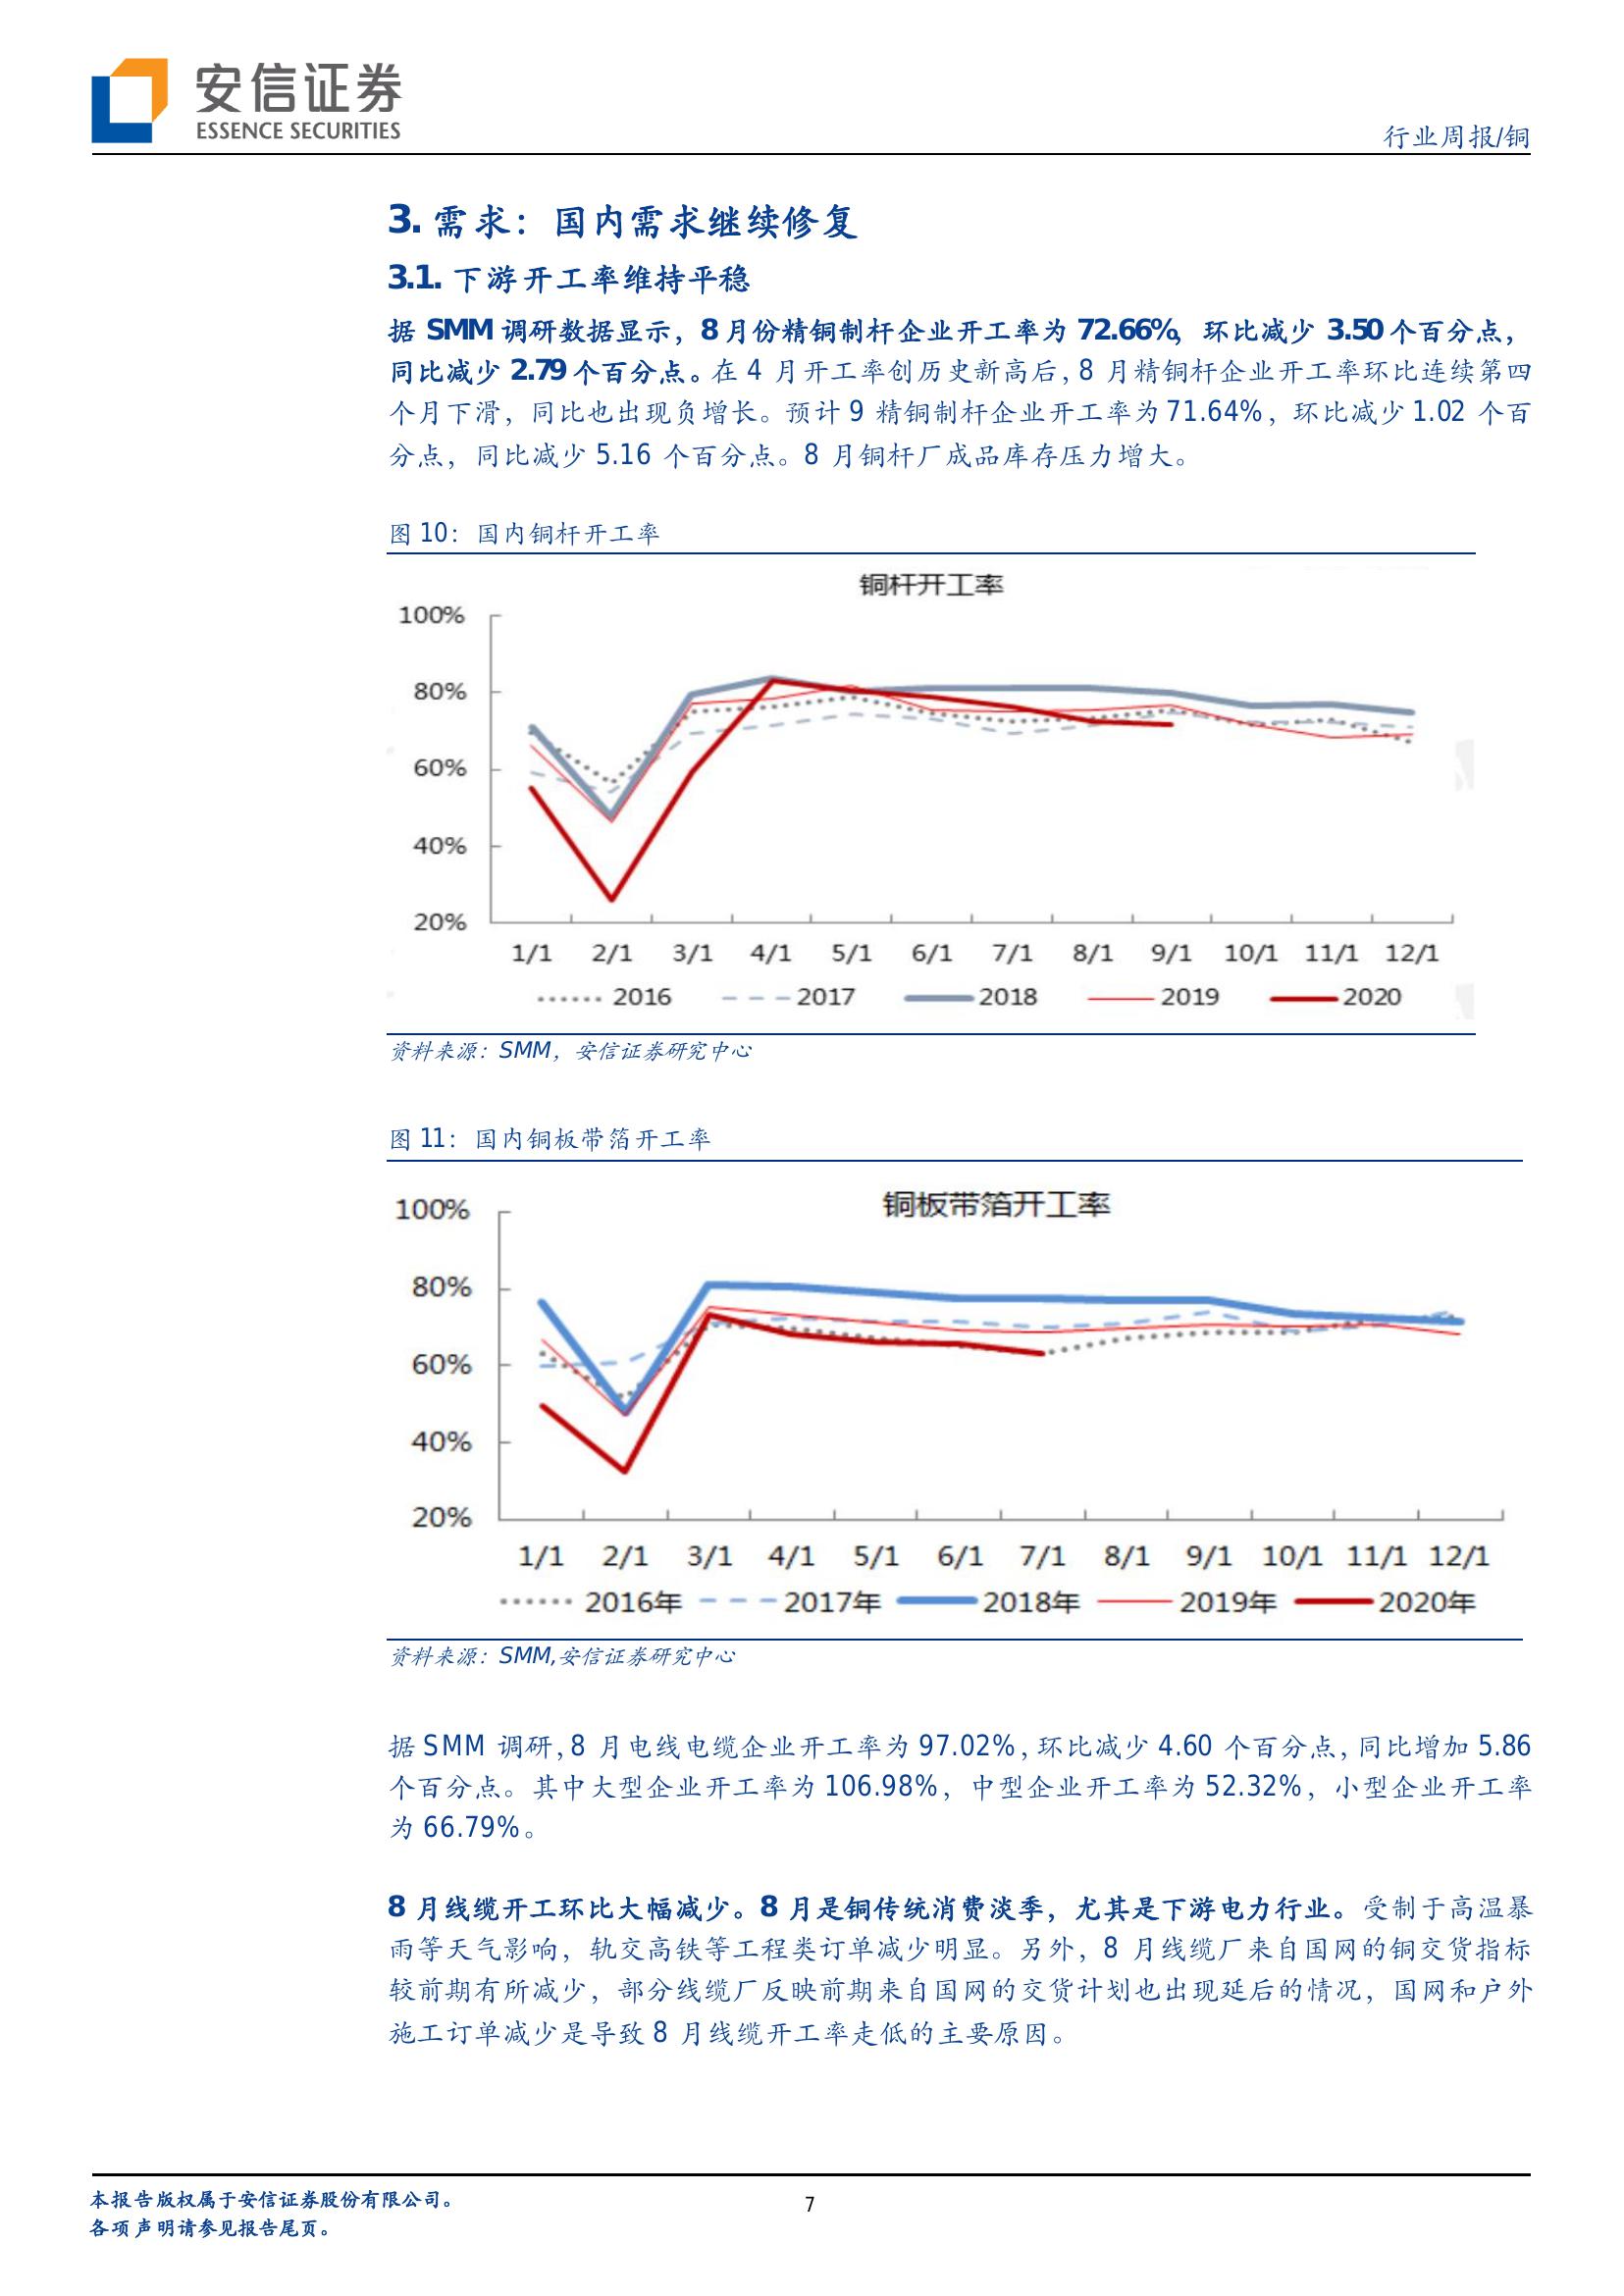 安信证券
ESSENCE SECURITIES
行业周报/铜
3. 需求：国内需求继续修复
3.1. 下游开工率维持平稳
据 SMM 调研数据显示，8 月份精铜制杆企业开工率为 72.66%，环比减少 3.50 个百分点，
同比减少 2.79 个百分点。在 4 月开工率创历史新高后，8 月精铜杆企业开工率环比连续第四
个月下滑，同比也出现负增长。预计 9 精铜制杆企业开工率为 71.64%，环比减少 1.02 个百
分点，同比减少 5.16 个百分点。8 月铜杆厂成品库存压力增大。
图 10：国内铜杆开工率
铜杆开工率
100%
80%
60%
40%
20%
1/1 2/1 3/1 4/1 5/1 6/1 7/1 8/1 9/1 10/1 11/1 12/1
2016 2017 2018 2019 2020
资料来源：SMM，安信证券研究中心
图 11：国内铜板带箔开工率
铜板带箔开工率
100%
80%
60%
40%
20%
1/1 2/1 3/1 4/1 5/1 6/1 7/1 8/1 9/1 10/1 11/1 12/1
2016年 2017年 2018年 2019年 2020年
资料来源：SMM,安信证券研究中心
据 SMM 调研，8 月电线电缆企业开工率为 97.02%，环比减少 4.60 个百分点，同比增加 5.86
个百分点。其中大型企业开工率为 106.98%，中型企业开工率为 52.32%，小型企业开工率
为 66.79%。
8 月线缆开工环比大幅减少。8 月是铜传统消费淡季，尤其是下游电力行业。受制于高温暴
雨等天气影响，轨交高铁等工程类订单减少明显。另外，8 月线缆厂来自国网的铜交货指标
较前期有所减少，部分线缆厂反映前期来自国网的交货计划也出现延后的情况，国网和户外
施工订单减少是导致 8 月线缆开工率走低的主要原因。
本报告版权属于安信证券股份有限公司。
7
各项声明请参见报告尾页。